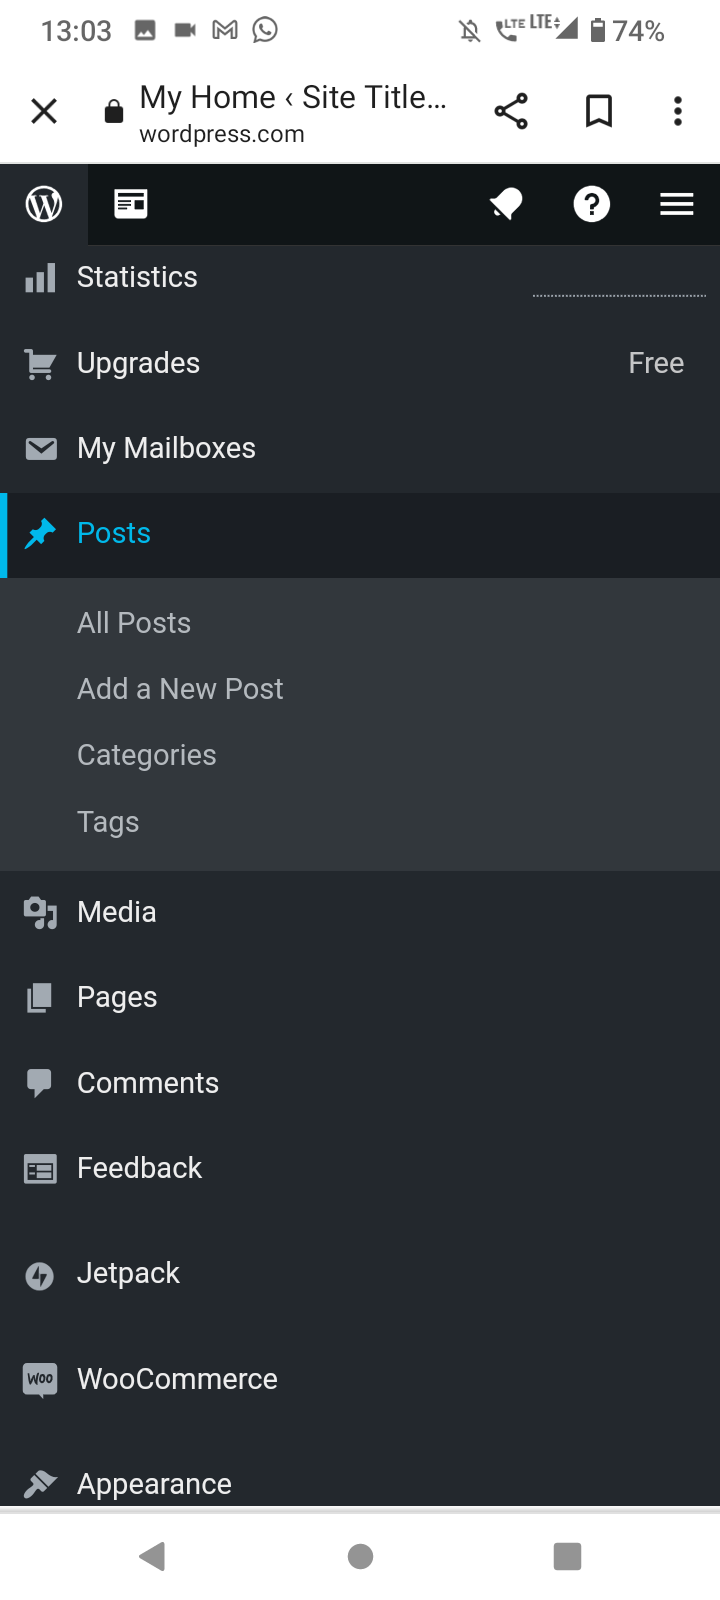 13:03 LTE LTE 74%
My Home ‹ Site Title...
wordpress.com
Statistics
Upgrades Free
My Mailboxes
Posts
All Posts
Add a New Post
Categories
Tags
Media
Pages
Comments
Feedback
Jetpack
Woo WooCommerce
Appearance